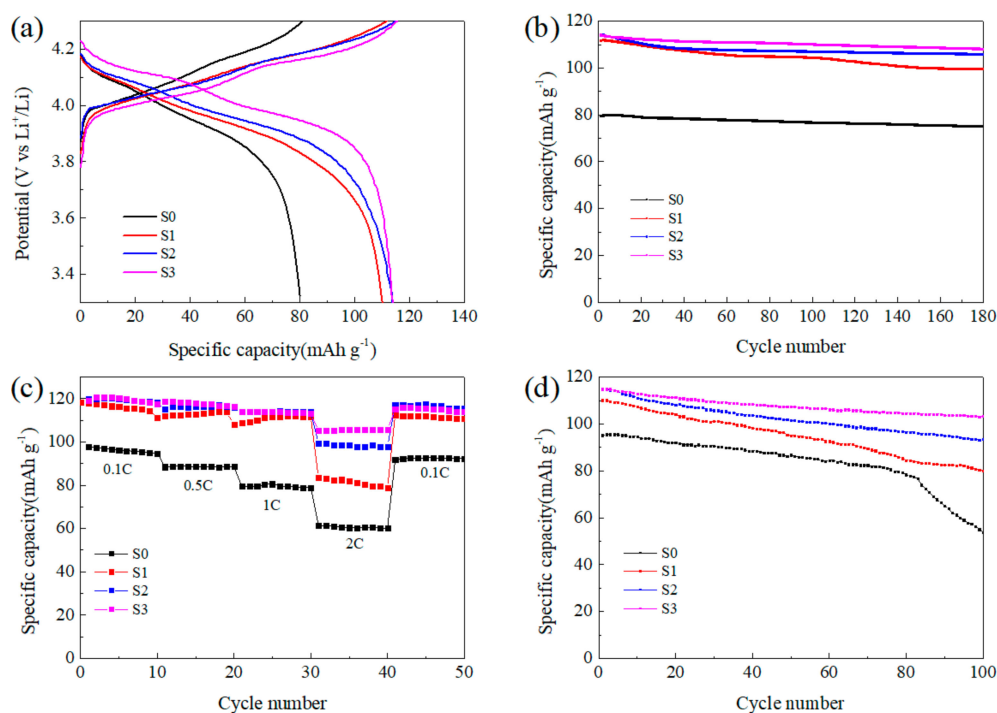 (a)
4.2
4.0
3.8
3.6
3.4
Potential (V vs Li⁺/Li)
S0
S1
S2
S3
0 20 40 60 80 100 120 140
Specific capacity(mAh g⁻¹)
(b)
120
100
80
60
40
20
0
Specific capacity(mAh g⁻¹)
S0
S1
S2
S3
0 20 40 60 80 100 120 140 160 180
Cycle number
(c)
120
100
80
60
40
20
0
Specific capacity(mAh g⁻¹)
0.1C
0.5C
1C
2C
0.1C
S0
S1
S2
S3
0 10 20 30 40 50
Cycle number
(d)
120
100
80
60
40
20
0
Specific capacity(mAh g⁻¹)
S0
S1
S2
S3
0 20 40 60 80 100
Cycle number